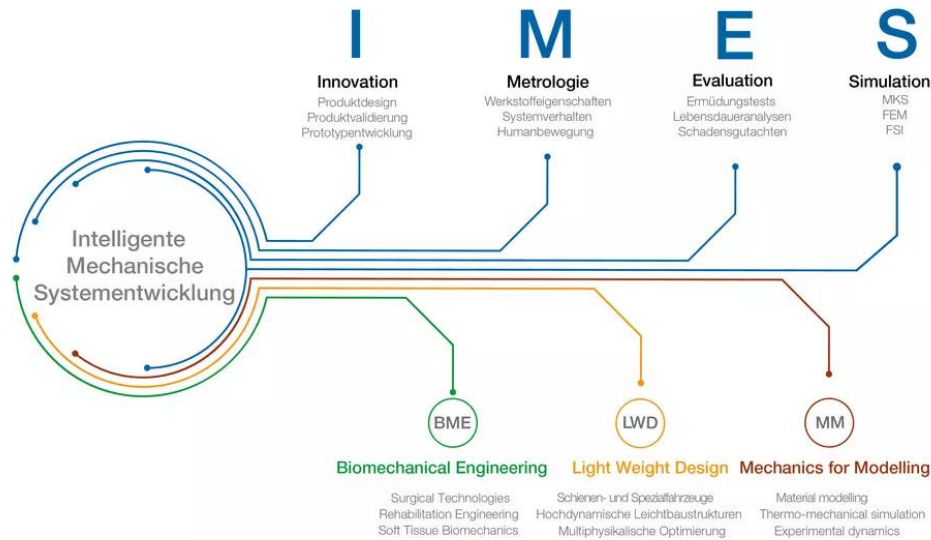 I
M
E
S
Innovation
Produktdesign
Produktvalidierung
Prototypentwicklung
Metrologie
Werkstoffeigenschaften
Systemverhalten
Humanbewegung
Evaluation
Ermüdungstests
Lebensdaueranalysen
Schadensgutachten
Simulation
MKS
FEM
FSI
Intelligente
Mechanische
Systementwicklung
BME
Biomechanical Engineering
Surgical Technologies
Rehabilitation Engineering
Soft Tissue Biomechanics
LWD
Light Weight Design
Schienen- und Spezialfahrzeuge
Hochdynamische Leichtbaustrukturen
Multiphysikalische Optimierung
MM
Mechanics for Modelling
Material modelling
Thermo-mechanical simulation
Experimental dynamics